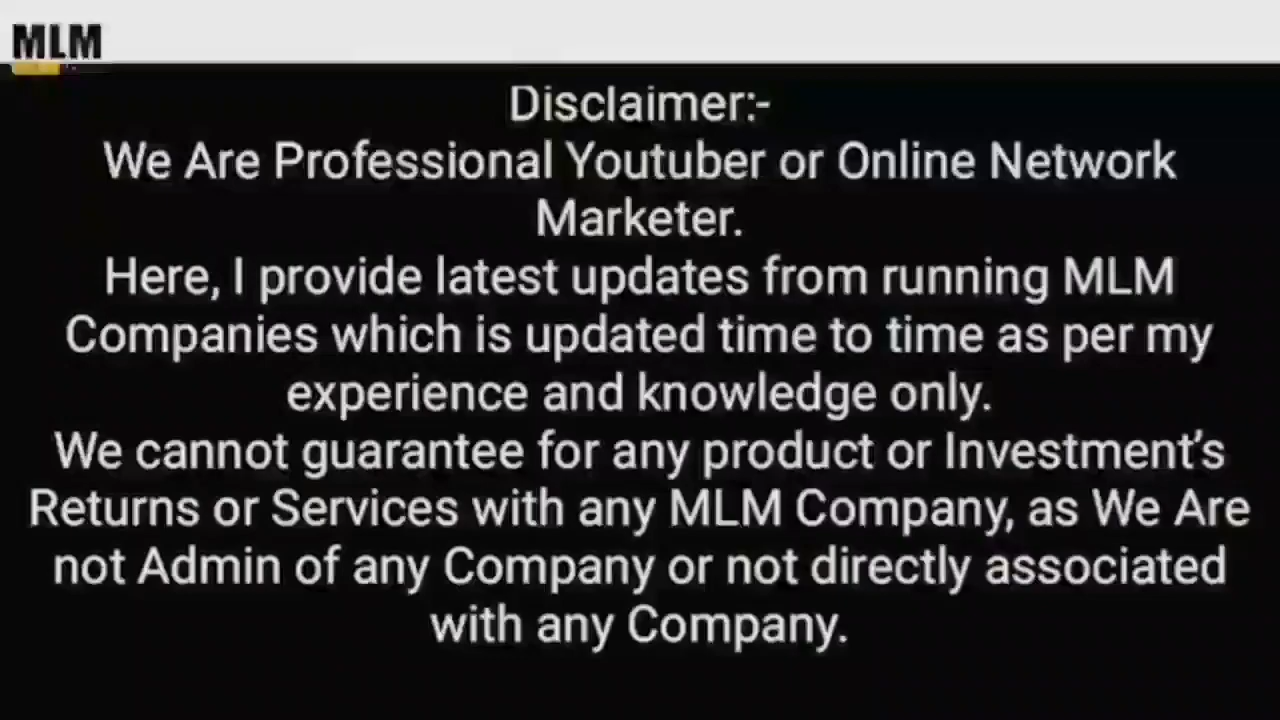 MLM
Disclaimer:-
We Are Professional Youtuber or Online Network
Marketer.
Here, I provide latest updates from running MLM
Companies which is updated time to time as per my
experience and knowledge only.
We cannot guarantee for any product or Investment’s
Returns or Services with any MLM Company, as We Are
not Admin of any Company or not directly associated
with any Company.